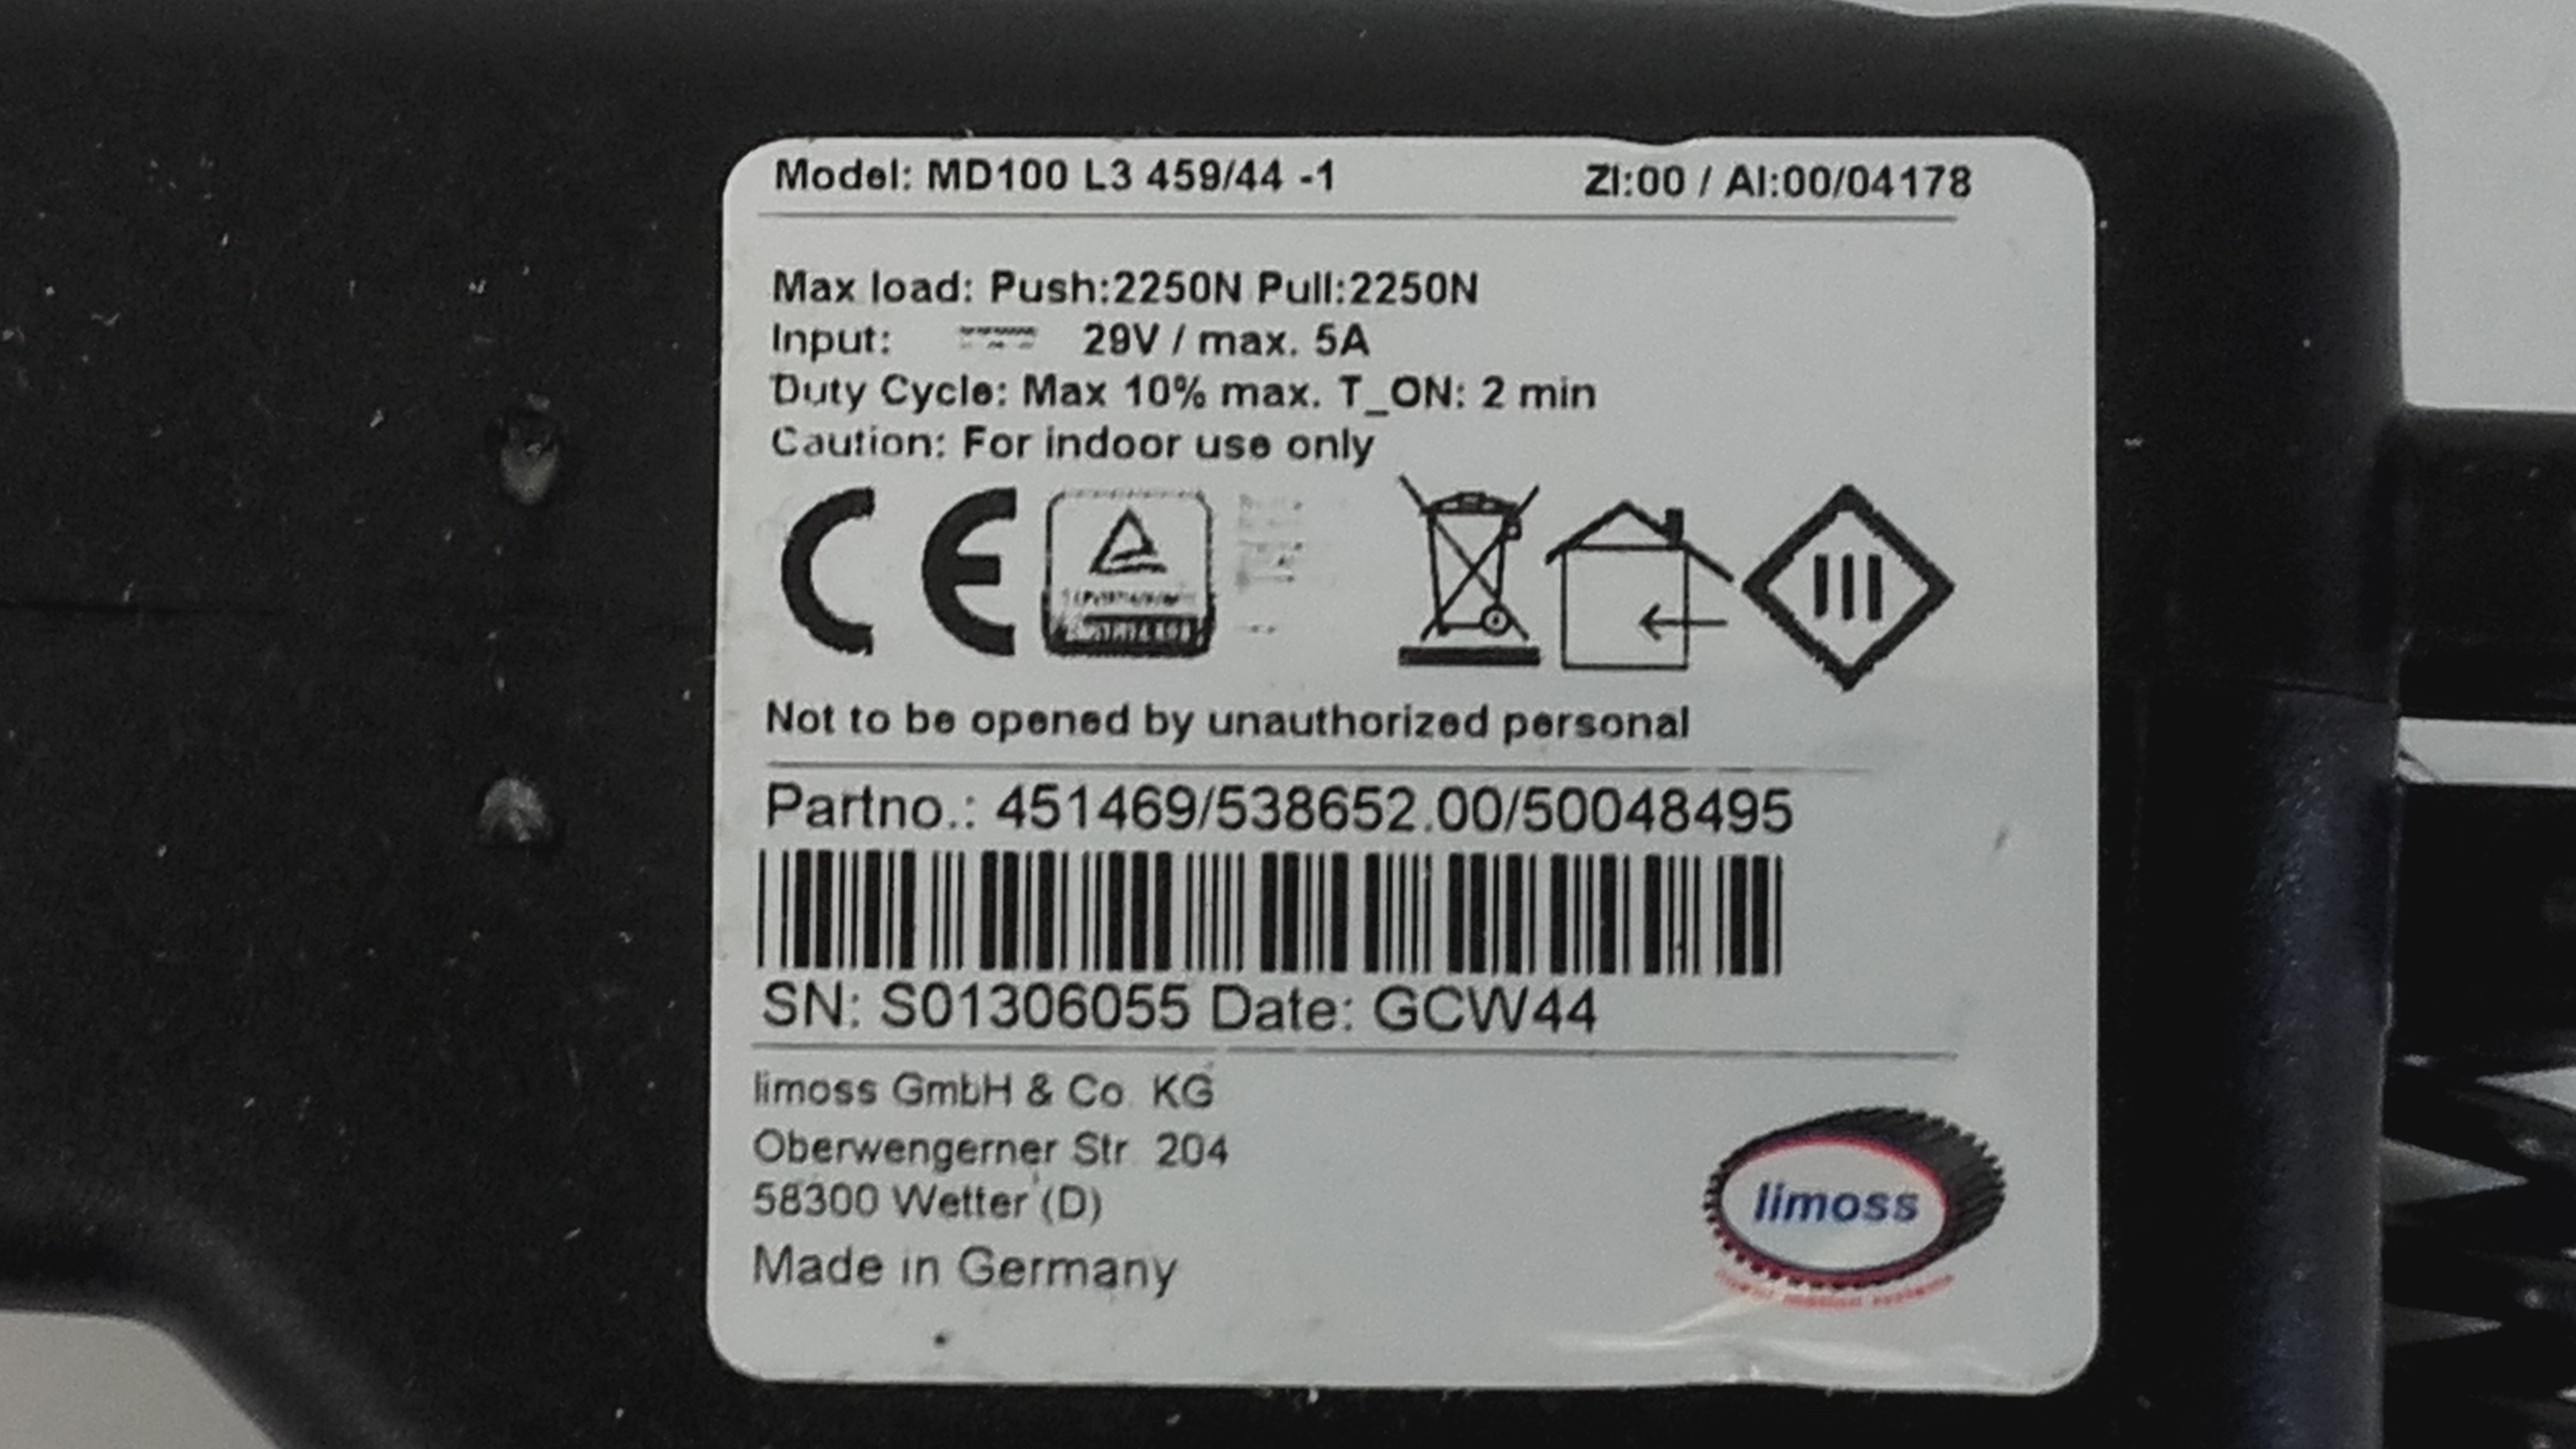 Model: MD100 L3 459/44 -1 ZI:00 / AI:00/04178
Max load: Push:2250N Pull:2250N
Input: 29V / max. 5A
Duty Cycle: Max 10% max. T_ON: 2 min
Caution: For indoor use only
CE
III
Not to be opened by unauthorized personal
Partno.: 451469/538652.00/50048495
SN: S01306055 Date: GCW44
limoss GmbH & Co. KG
Oberwengerner Str. 204
58300 Wetter (D)
Made in Germany
limoss